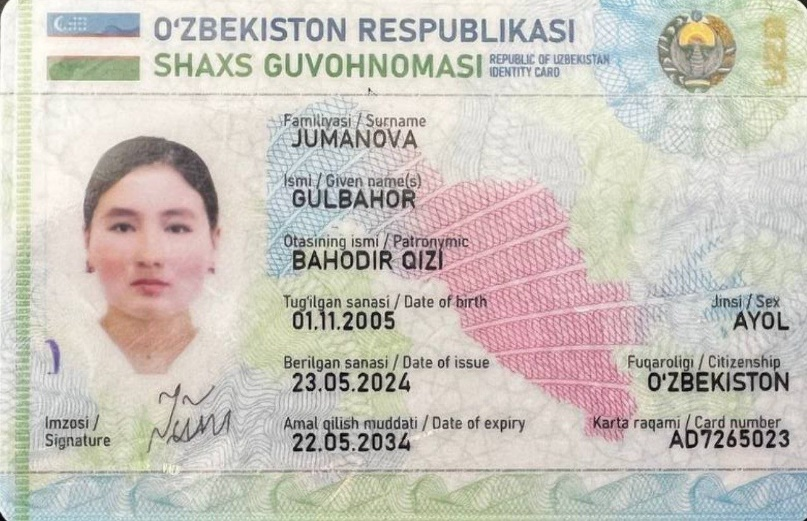 O'ZBEKISTON RESPUBLIKASI
SHAXS GUVOHNOMASI
REPUBLIC OF UZBEKISTAN
IDENTITY CARD
Familiyasi / Surname
JUMANOVA
Ismi / Given name(s)
GULBAHOR
Otasining ismi / Patronymic
BAHODIR QIZI
Tug'ilgan sanasi / Date of birth
01.11.2005
Jinsi / Sex
AYOL
Berilgan sanasi / Date of issue
23.05.2024
Fuqaroligi / Citizenship
O'ZBEKISTON
Imzosi /
Signature
Amal qilish muddati / Date of expiry
22.05.2034
Karta raqami / Card number
AD7265023